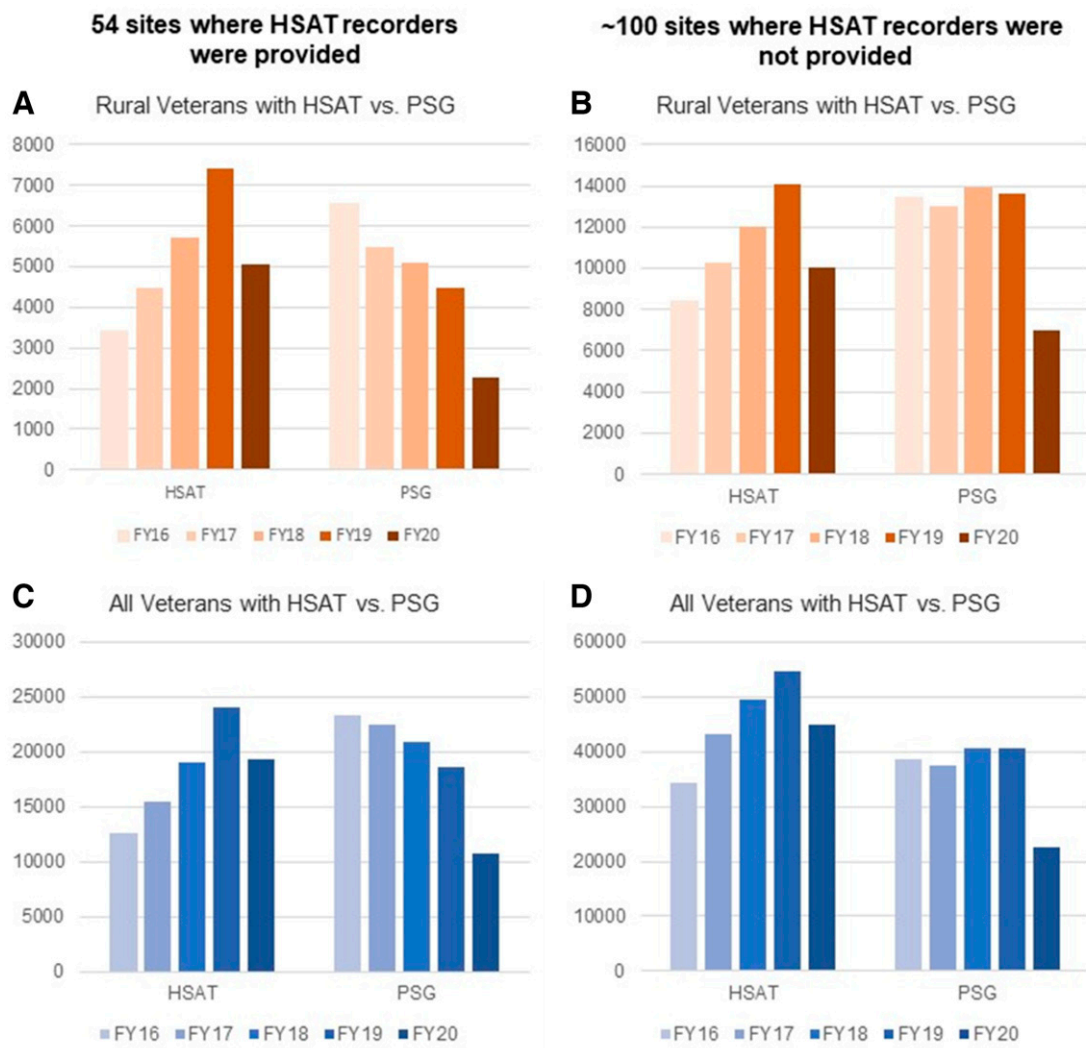 54 sites where HSAT recorders
were provided
~100 sites where HSAT recorders were
not provided
A
Rural Veterans with HSAT vs. PSG
8000
7000
6000
5000
4000
3000
2000
1000
0
HSAT
PSG
FY16
FY17
FY18
FY19
FY20
B
Rural Veterans with HSAT vs. PSG
16000
14000
12000
10000
8000
6000
4000
2000
0
HSAT
PSG
FY16
FY17
FY18
FY19
FY20
C
All Veterans with HSAT vs. PSG
30000
25000
20000
15000
10000
5000
0
HSAT
PSG
FY16
FY17
FY18
FY19
FY20
D
All Veterans with HSAT vs. PSG
60000
50000
40000
30000
20000
10000
0
HSAT
PSG
FY16
FY17
FY18
FY19
FY20